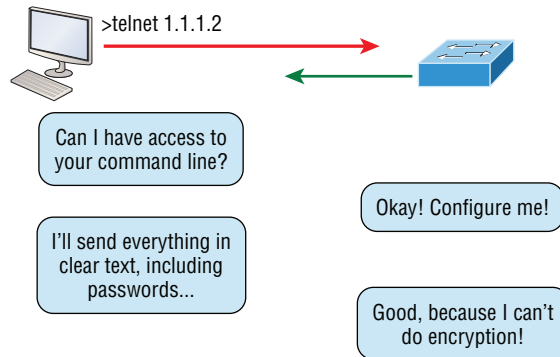 >telnet 1.1.1.2
Can I have access to
your command line?
Okay! Configure me!
I'll send everything in
clear text, including
passwords...
Good, because I can't
do encryption!